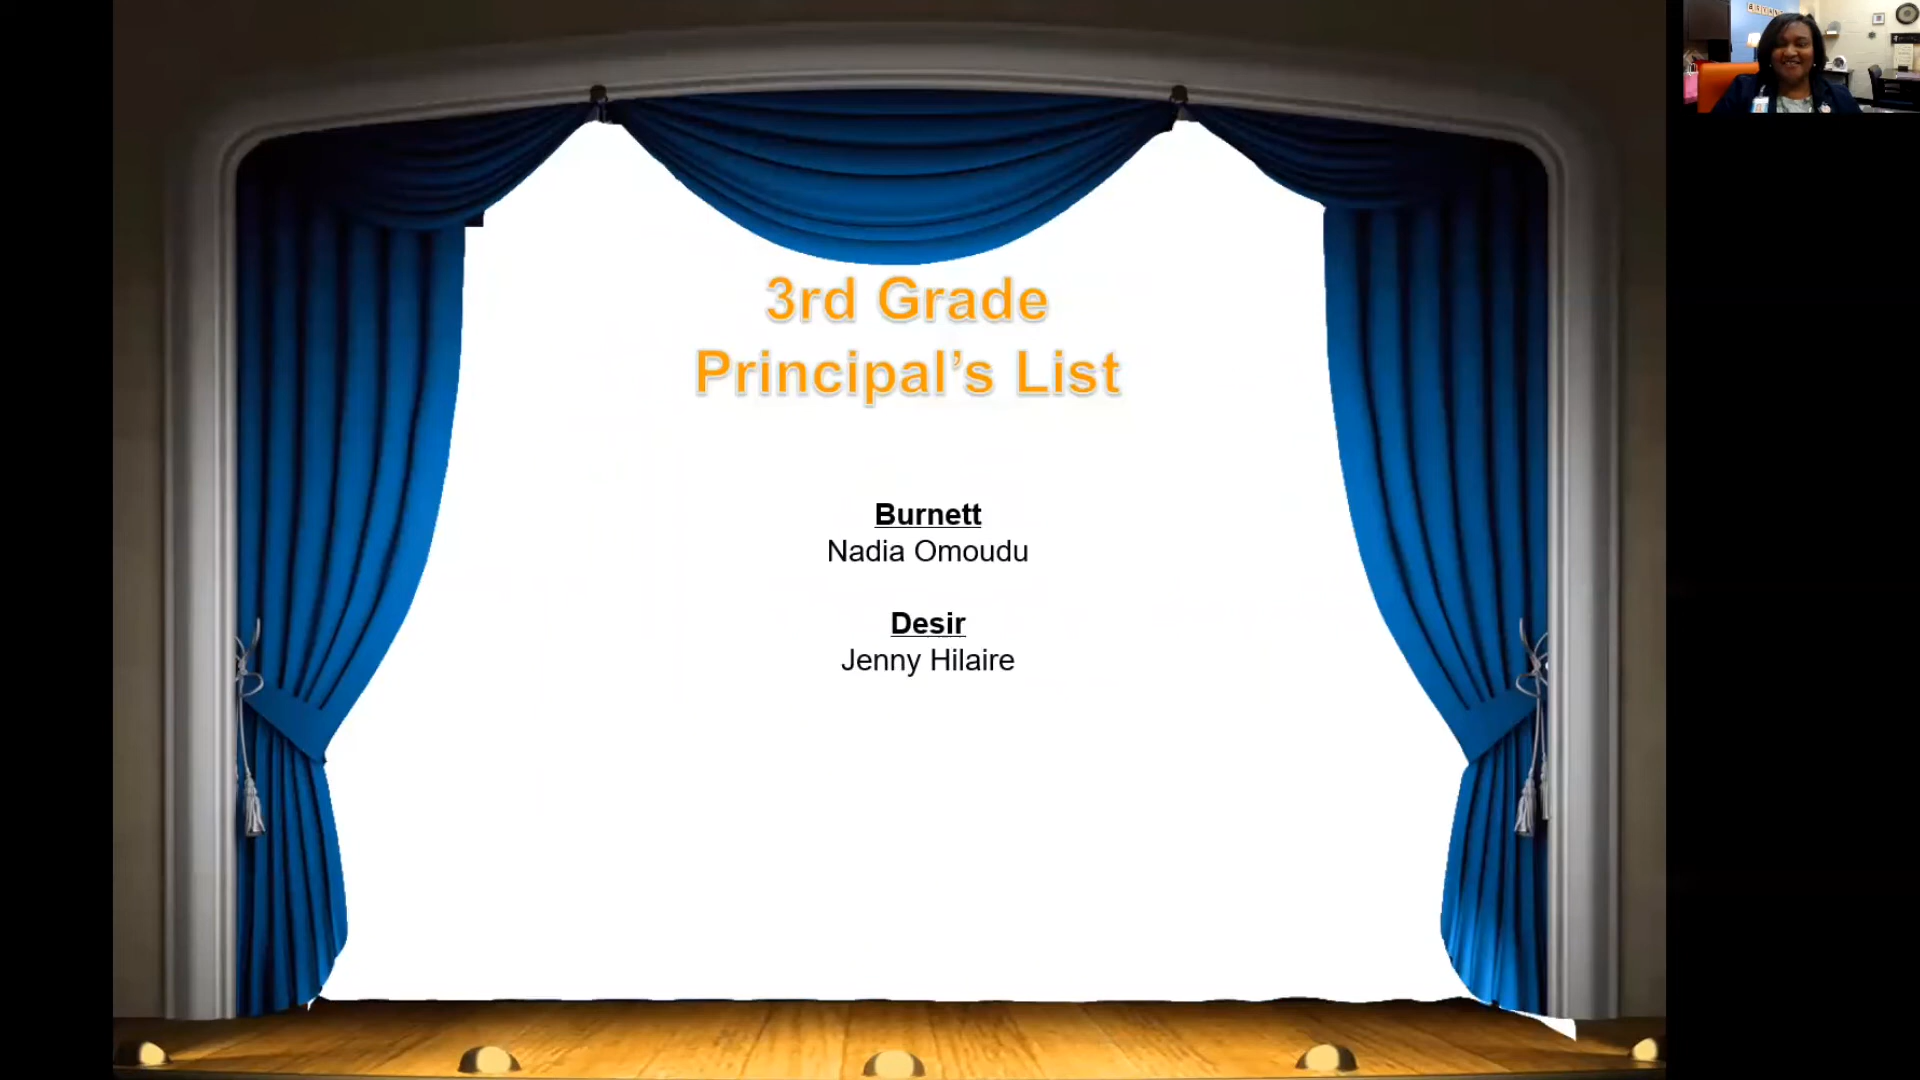 3rd Grade
Principal’s List
Burnett
Nadia Omoudu
Desir
Jenny Hilaire